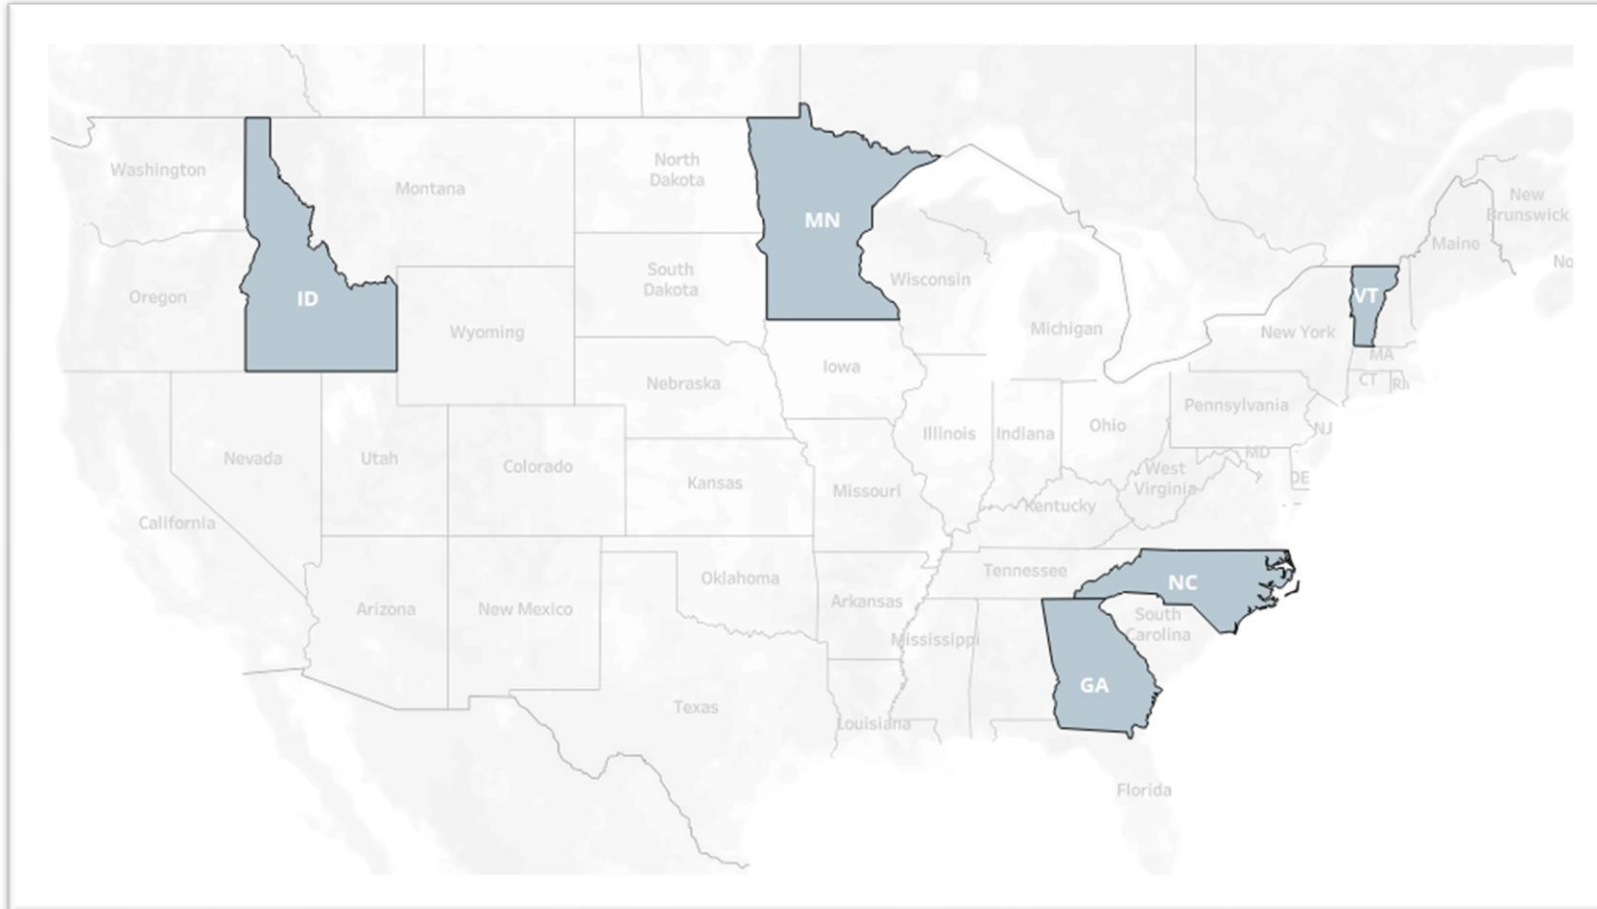 Washington
Montana
North
Dakota
MN
New
Brunswick
Maine
No
Oregon
ID
South
Dakota
Wisconsin
VT
Wyoming
Michigan
New York
MA
Iowa
Nebraska
CT
RI
Pennsylvania
NJ
Illinois
Indiana
Ohio
Nevada
Utah
Colorado
Kansas
Missouri
MD
West
Virginia
DE
Kentucky
California
Oklahoma
Tennessee
NC
Arizona
New Mexico
Arkansas
Mississippi
South
Carolina
GA
Texas
Louisiana
Florida